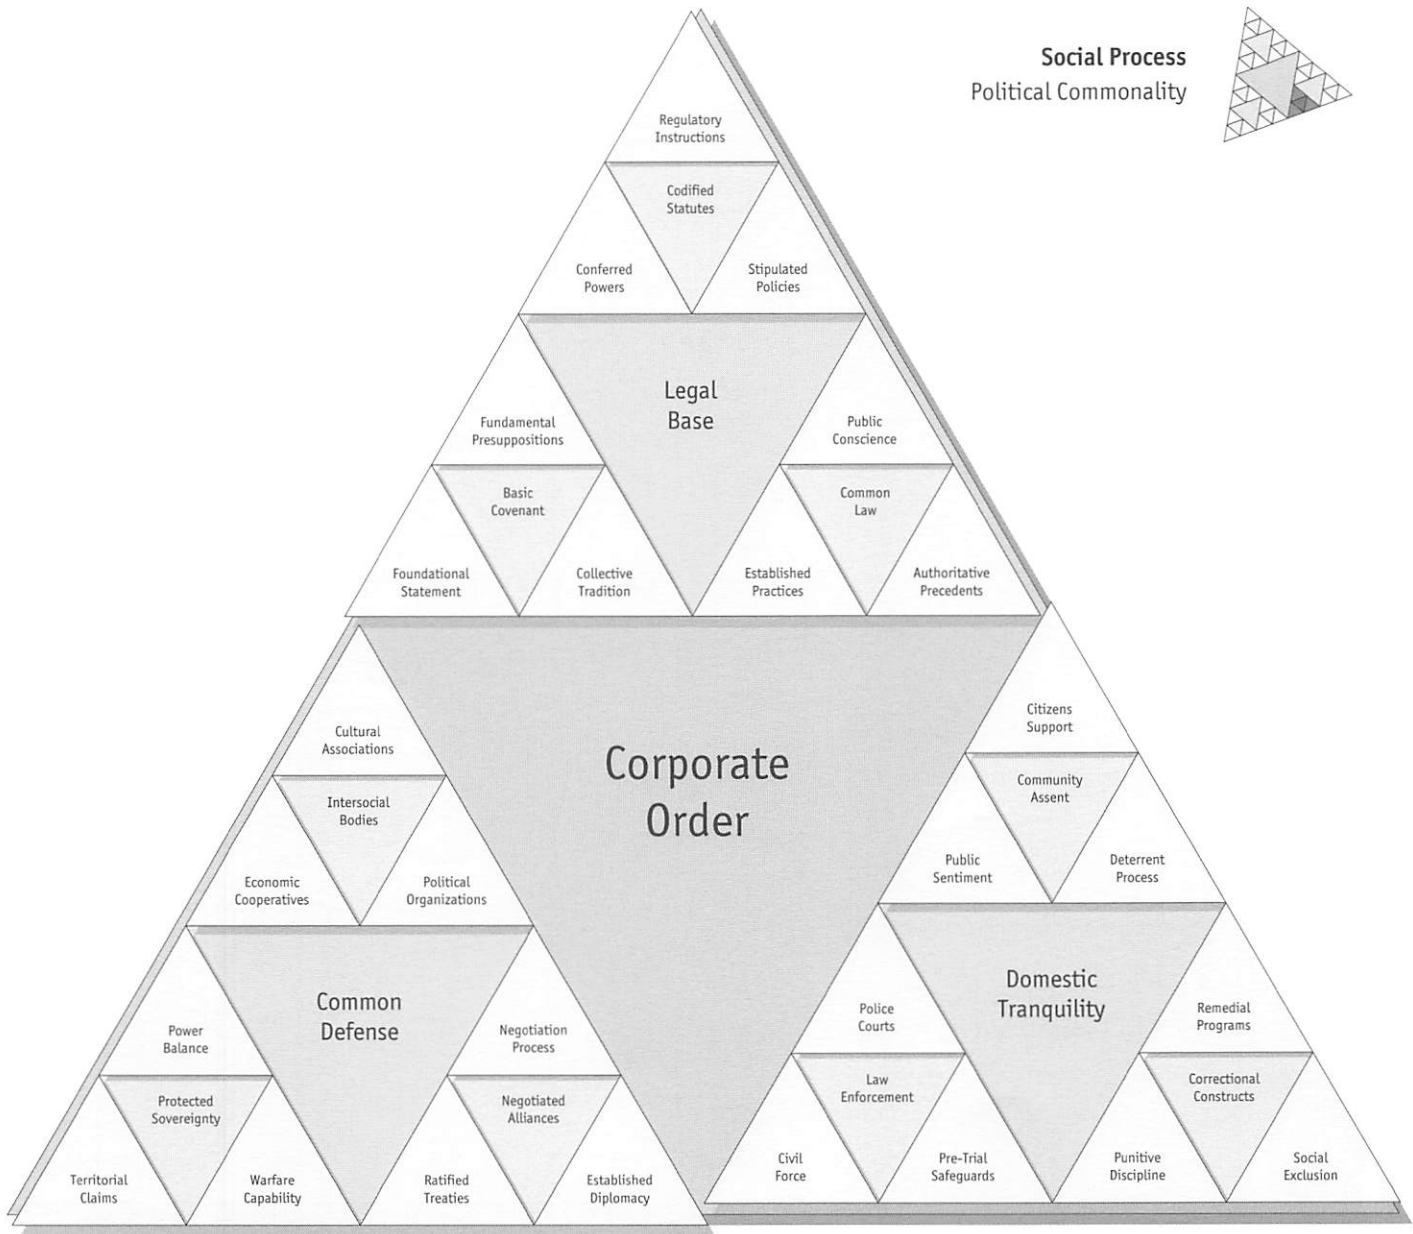 Social Process
Political Commonality
Regulatory
Instructions
Codified
Statutes
Conferred
Powers
Stipulated
Policies
Legal
Base
Fundamental
Presuppositions
Public
Conscience
Basic
Covenant
Common
Law
Foundational
Statement
Collective
Tradition
Established
Practices
Authoritative
Precedents
Corporate
Order
Cultural
Associations
Intersocial
Bodies
Economic
Cooperatives
Political
Organizations
Common
Defense
Power
Balance
Negotiation
Process
Protected
Sovereignty
Negotiated
Alliances
Territorial
Claims
Warfare
Capability
Ratified
Treaties
Established
Diplomacy
Citizens
Support
Community
Assent
Public
Sentiment
Deterrent
Process
Domestic
Tranquility
Police
Courts
Remedial
Programs
Law
Enforcement
Correctional
Constructs
Civil
Force
Pre-Trial
Safeguards
Punitive
Discipline
Social
Exclusion